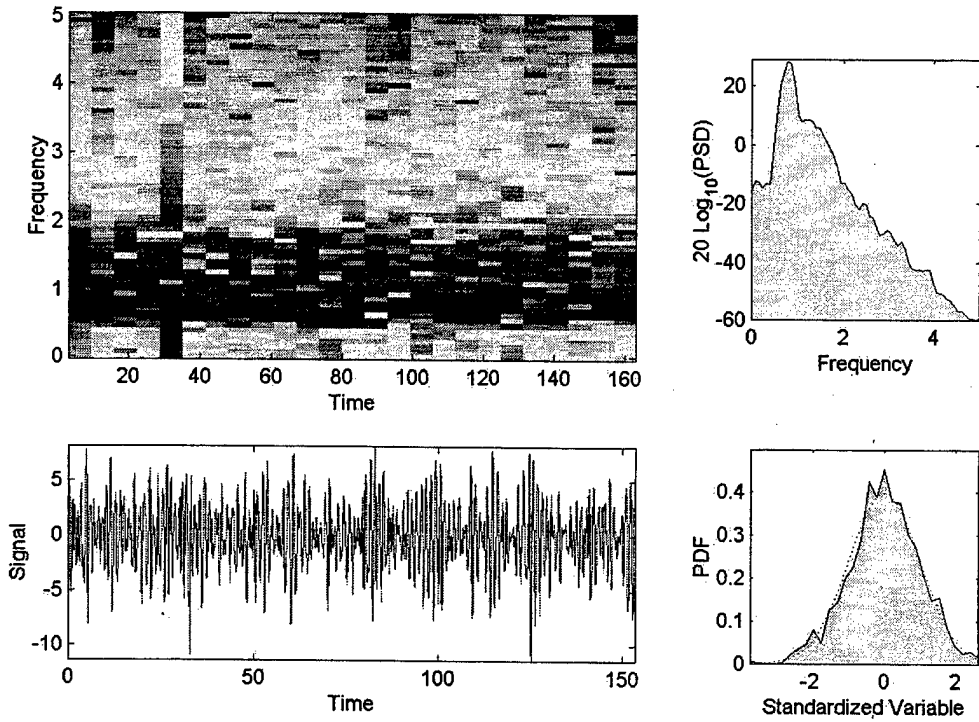 5
4
3
2
1
0
Frequency
20 40 60 80 100 120 140 160
Time
20
0
-20
-40
-60
20 Log10(PSD)
0 2 4
Frequency
5
0
-5
-10
Signal
0 50 100 150
Time
0.4
0.3
0.2
0.1
0
PDF
-2 0 2
Standardized Variable